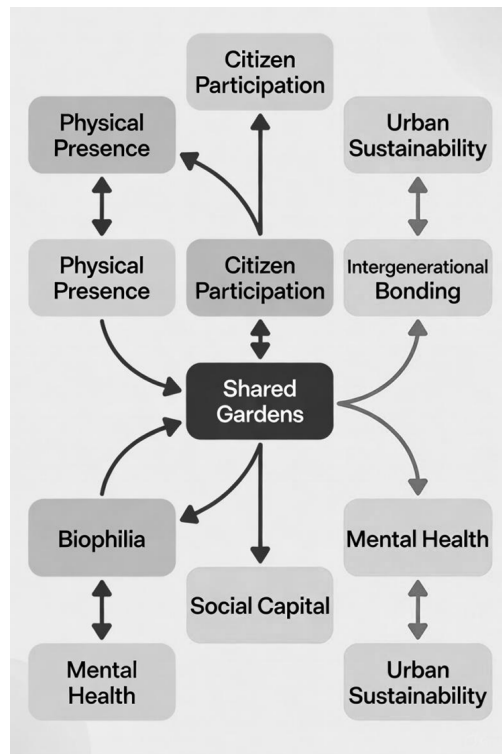 Citizen
Participation
Physical
Presence
Urban
Sustainability
Physical
Presence
Citizen
Participation
Intergenerational
Bonding
Shared
Gardens
Biophilia
Mental Health
Social Capital
Mental
Health
Urban
Sustainability